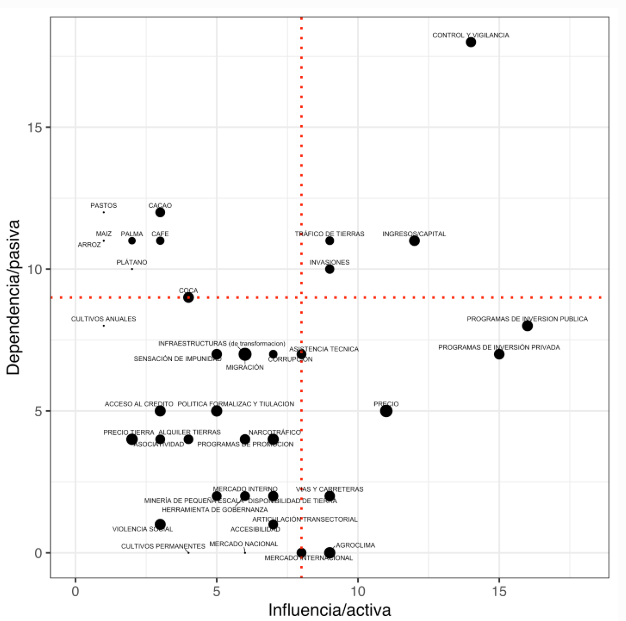 CONTROL Y VIGILANCIA
15
PASTOS
CACAO
MAIZ
PALMA
CAFE
TRÁFICO DE TIERRAS
INGRESOS/CAPITAL
ARROZ
PLÁTANO
INVASIONES
10
COCA
CULTIVOS ANUALES
PROGRAMAS DE INVERSION PUBLICA
INFRAESTRUCTURAS (de transformacion)
ASISTENCIA TECNICA
PROGRAMAS DE INVERSIÓN PRIVADA
SENSACIÓN DE IMPUNIDAD
CORRUPCIÓN
MIGRACIÓN
ACCESO AL CREDITO
POLITICA FORMALIZAC Y TIULACION
PRECIO
5
PRECIO TIERRA
ALQUILER TIERRAS
NARCOTRÁFICO
ASOCIATIVIDAD
PROGRAMAS DE PROMOCION
MERCADO INTERNO
VIAS Y CARRETERAS
MINERÍA DE PEQUEÑA ESCALA
DISPONIBILIDAD DE TIERRA
HERRAMIENTA DE GOBERNANZA
ARTICULACIÓN TRANSECTORIAL
VIOLENCIA SOCIAL
ACCESIBILIDAD
CULTIVOS PERMANENTES
MERCADO NACIONAL
AGROCLIMA
MERCADO INTERNACIONAL
0
0
5
10
15
Dependencia/pasiva
Influencia/activa